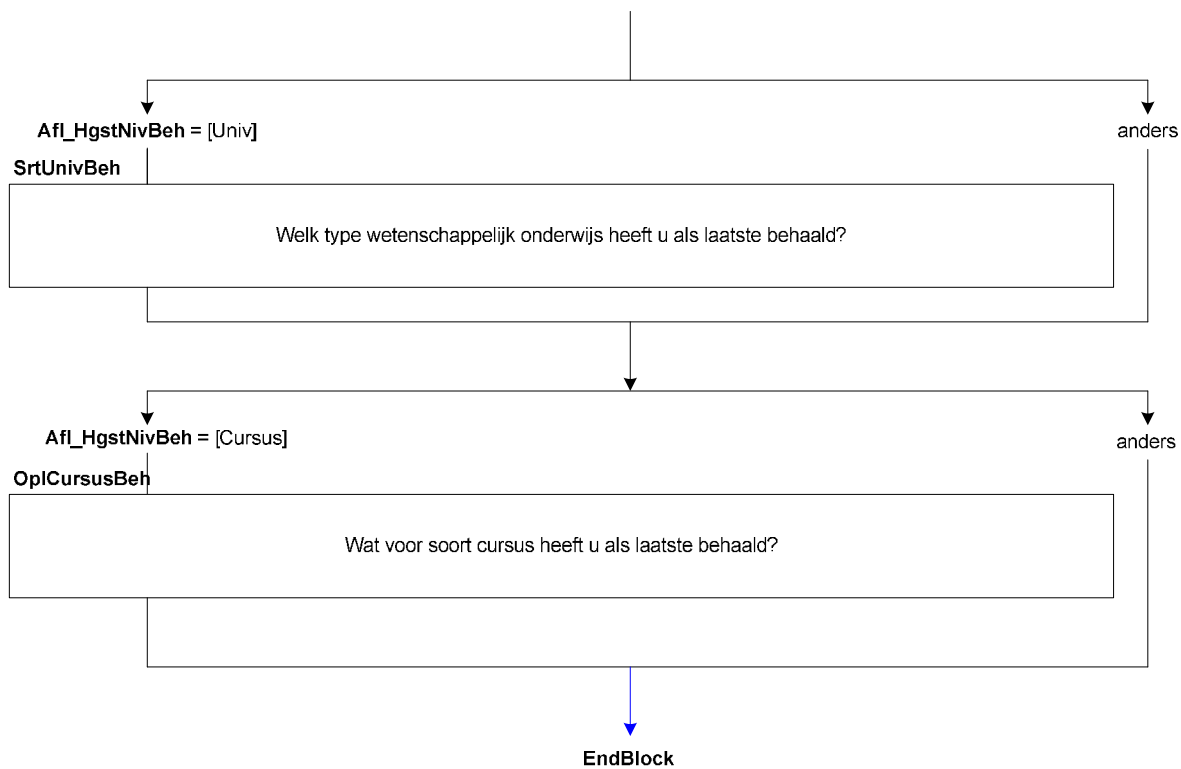 Afl_HgstNivBeh = [Univ]
anders
SrtUnivBeh
Welk type wetenschappelijk onderwijs heeft u als laatste behaald?
Afl_HgstNivBeh = [Cursus]
anders
OplCursusBeh
Wat voor soort cursus heeft u als laatste behaald?
EndBlock